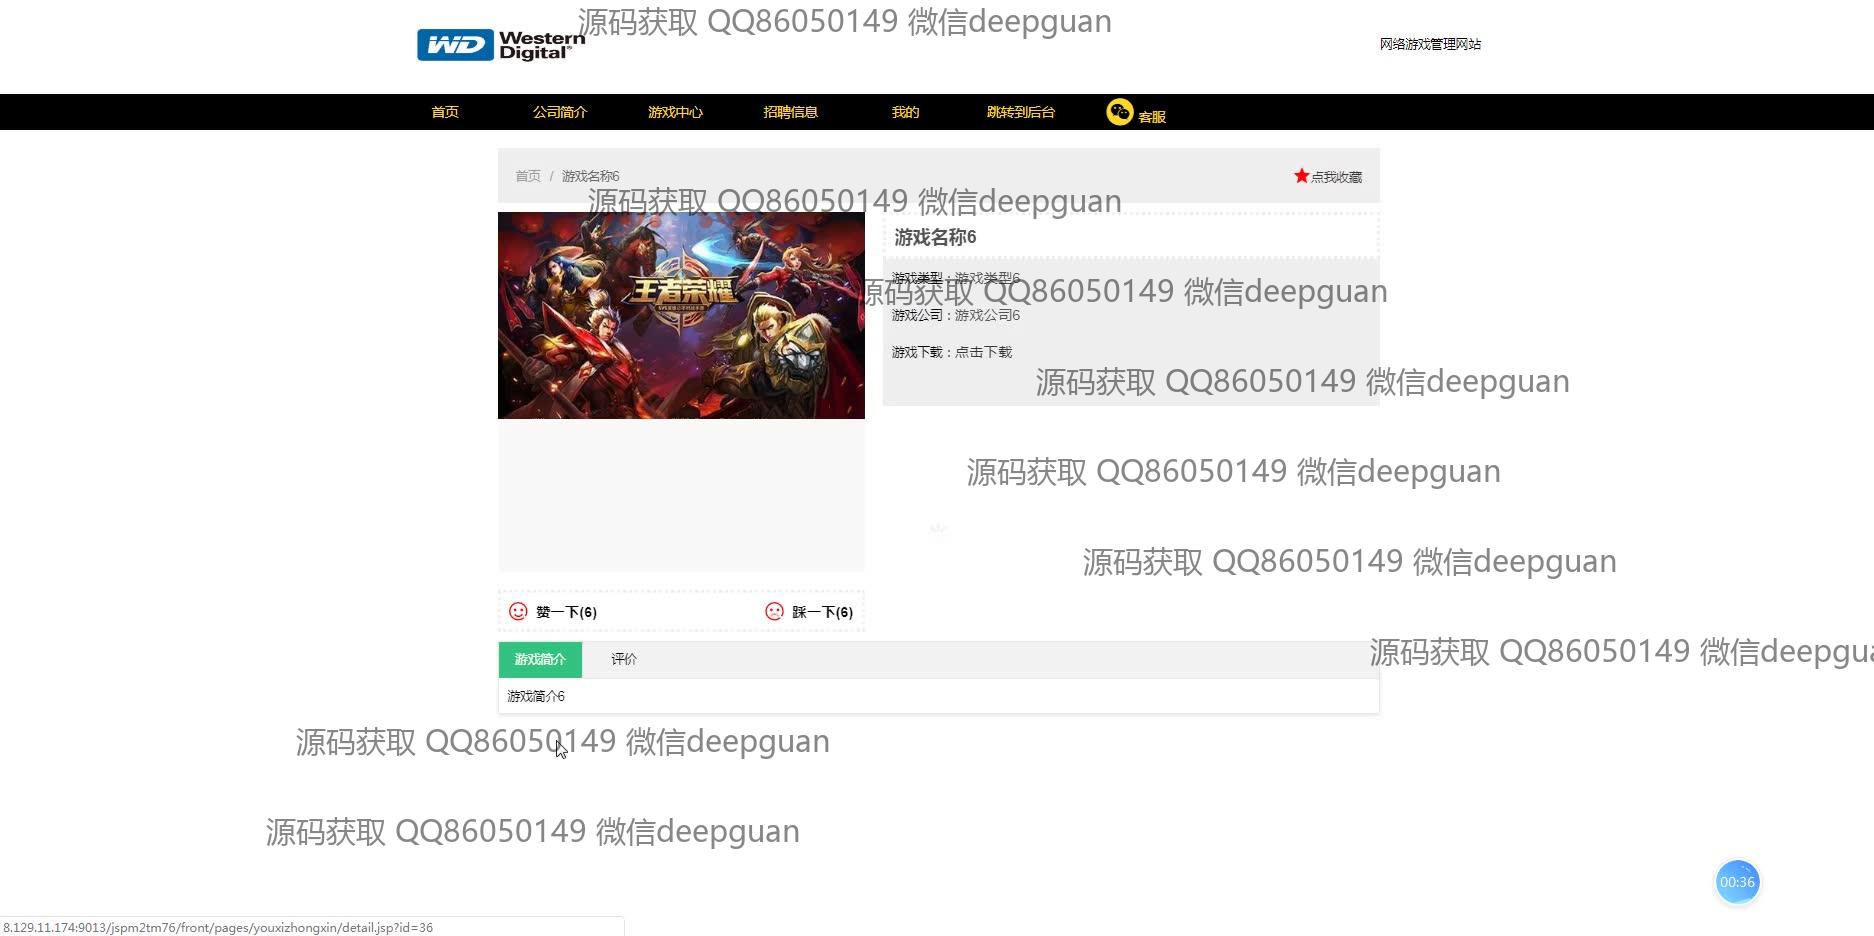 源码获取 QQ86050149 微信deepguan
WD Western Digital®
网络游戏管理网站
首页 公司简介 游戏中心 招聘信息 我的 跳转到后台 客服
首页 / 游戏名称6
点我收藏
源码获取 QQ86050149 微信deepguan
王者荣耀
游戏名称6
游戏类型：游戏类型6
源码获取 QQ86050149 微信deepguan
游戏公司：游戏公司6
游戏下载：点击下载
源码获取 QQ86050149 微信deepguan
源码获取 QQ86050149 微信deepguan
源码获取 QQ86050149 微信deepguan
赞一下(6) 踩一下(6)
源码获取 QQ86050149 微信deepgua
游戏简介 评价
游戏简介6
源码获取 QQ86050149 微信deepguan
源码获取 QQ86050149 微信deepguan
00:36
8.129.11.174:9013/jspm2tm76/front/pages/youxizhongxin/detail.jsp?id=36